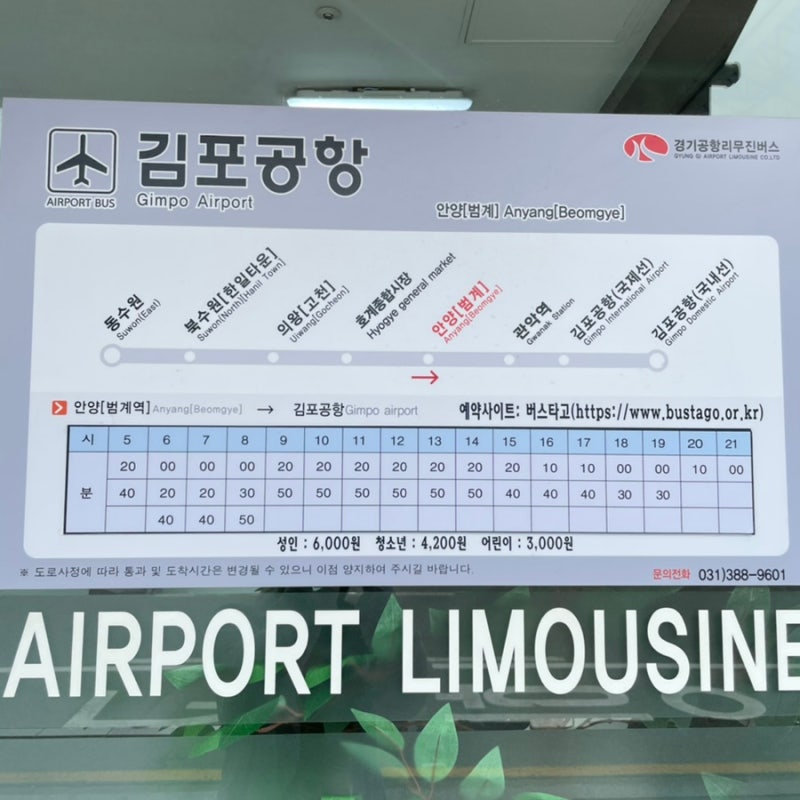 김포공항
AIRPORT BUS
Gimpo Airport
경기공항리무진버스
GYUNG GI AIRPORT LIMOUSINE CO.LTD
안양[범계] Anyang[Beomgye]
동수원
Suwon(East)
북수원[한일타운]
Suwon(North)[Hanil Town]
의왕[고천]
Uiwang[Gocheon]
호계종합시장
Hyogye general market
안양[범계]
Anyang[Beomgye]
관악역
Gwanak Station
김포공항(국제선)
Gimpo International Airport
김포공항(국내선)
Gimpo Domestic Airport
→
안양[범계역]Anyang[Beomgye] → 김포공항Gimpo airport 예약사이트: 버스타고(https://www.bustago.or.kr)
시 5 6 7 8 9 10 11 12 13 14 15 16 17 18 19 20 21
분 20 00 00 00 20 20 20 20 20 20 20 10 10 00 00 10 00
40 20 20 30 50 50 50 50 50 50 40 40 40 30 30
40 40 50
성인 : 6,000원 청소년 : 4,200원 어린이 : 3,000원
※ 도로사정에 따라 통과 및 도착시간은 변경될 수 있으니 이점 양지하여 주시길 바랍니다.
문의전화 031)388-9601
AIRPORT LIMOUSINE